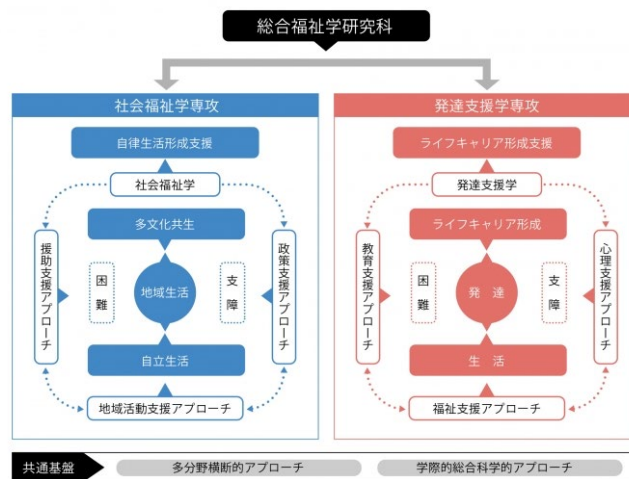 総合福祉学研究科
社会福祉学専攻
自律生活形成支援
社会福祉学
多文化共生
援助支援アプローチ
困難
地域生活
支障
政策支援アプローチ
自立生活
地域活動支援アプローチ
発達支援学専攻
ライフキャリア形成支援
発達支援学
ライフキャリア形成
教育支援アプローチ
困難
発達
支障
心理支援アプローチ
生活
福祉支援アプローチ
共通基盤
多分野横断的アプローチ
学際的総合科学的アプローチ